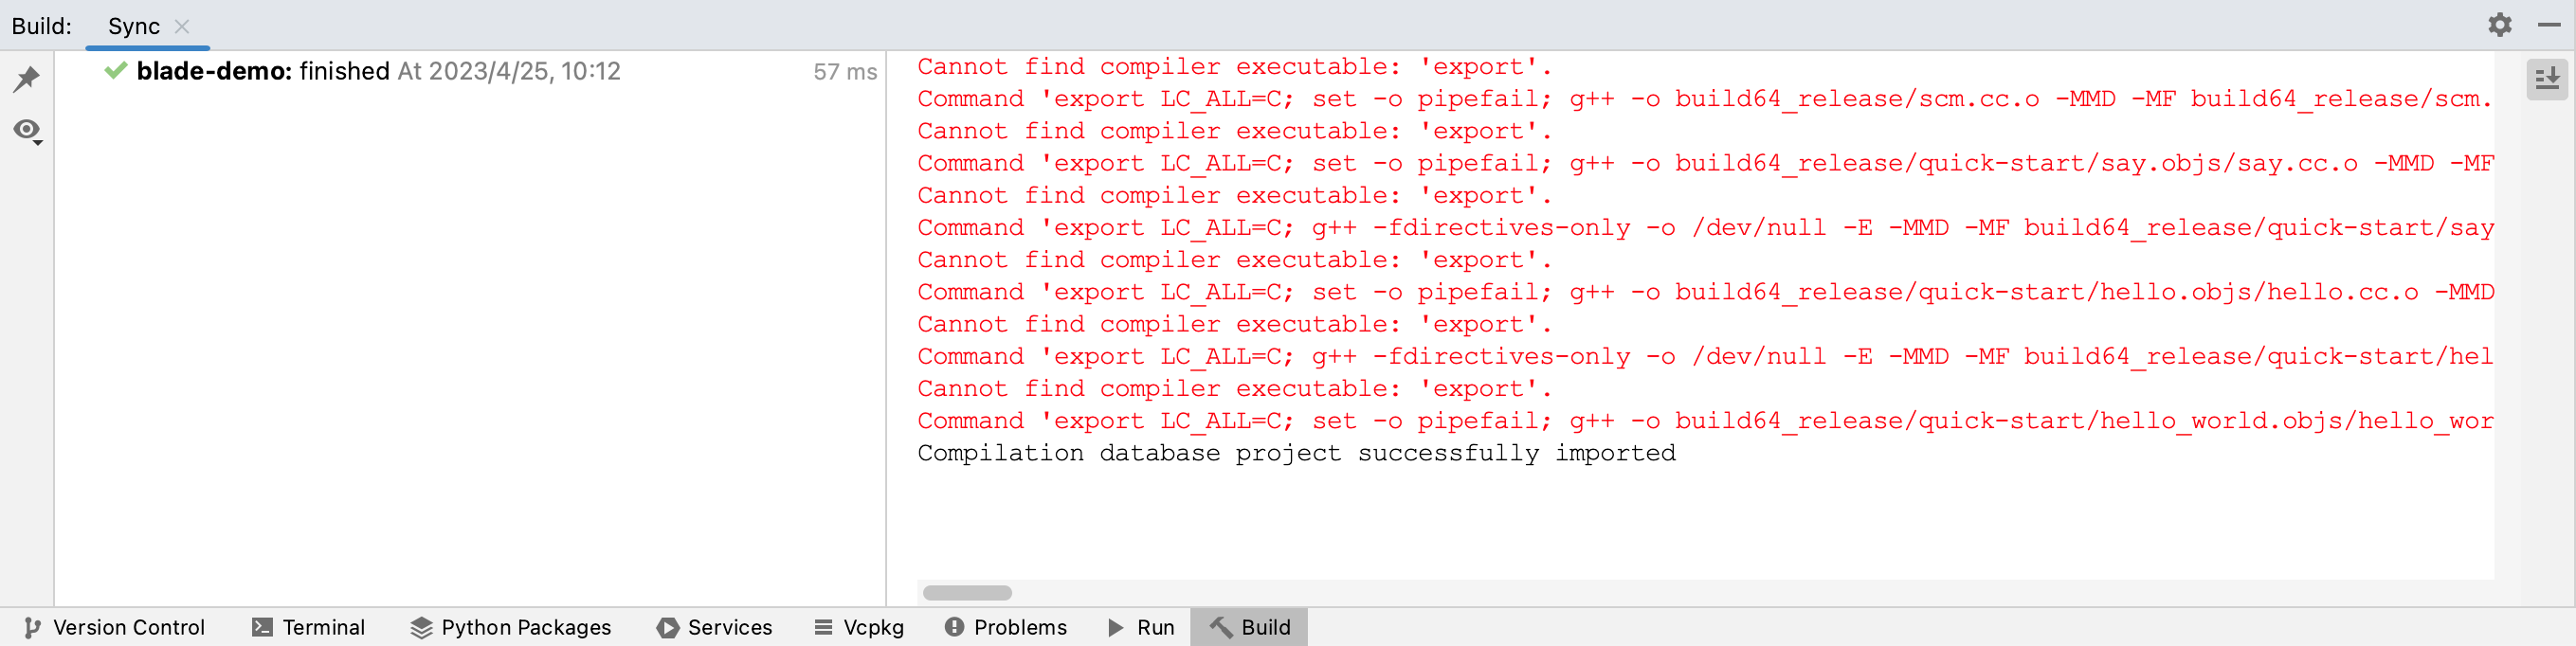 Build: Sync
blade-demo: finished At 2023/4/25, 10:12 57 ms
Cannot find compiler executable: 'export'.
Command 'export LC_ALL=C; set -o pipefail; g++ -o build64_release/scm.cc.o -MMD -MF build64_release/scm.
Cannot find compiler executable: 'export'.
Command 'export LC_ALL=C; set -o pipefail; g++ -o build64_release/quick-start/say.objs/say.cc.o -MMD -MF
Cannot find compiler executable: 'export'.
Command 'export LC_ALL=C; g++ -fdirectives-only -o /dev/null -E -MMD -MF build64_release/quick-start/say
Cannot find compiler executable: 'export'.
Command 'export LC_ALL=C; set -o pipefail; g++ -o build64_release/quick-start/hello.objs/hello.cc.o -MMD
Cannot find compiler executable: 'export'.
Command 'export LC_ALL=C; g++ -fdirectives-only -o /dev/null -E -MMD -MF build64_release/quick-start/hel
Cannot find compiler executable: 'export'.
Command 'export LC_ALL=C; set -o pipefail; g++ -o build64_release/quick-start/hello_world.objs/hello_wor
Compilation database project successfully imported
Version Control Terminal Python Packages Services Vcpkg Problems Run Build